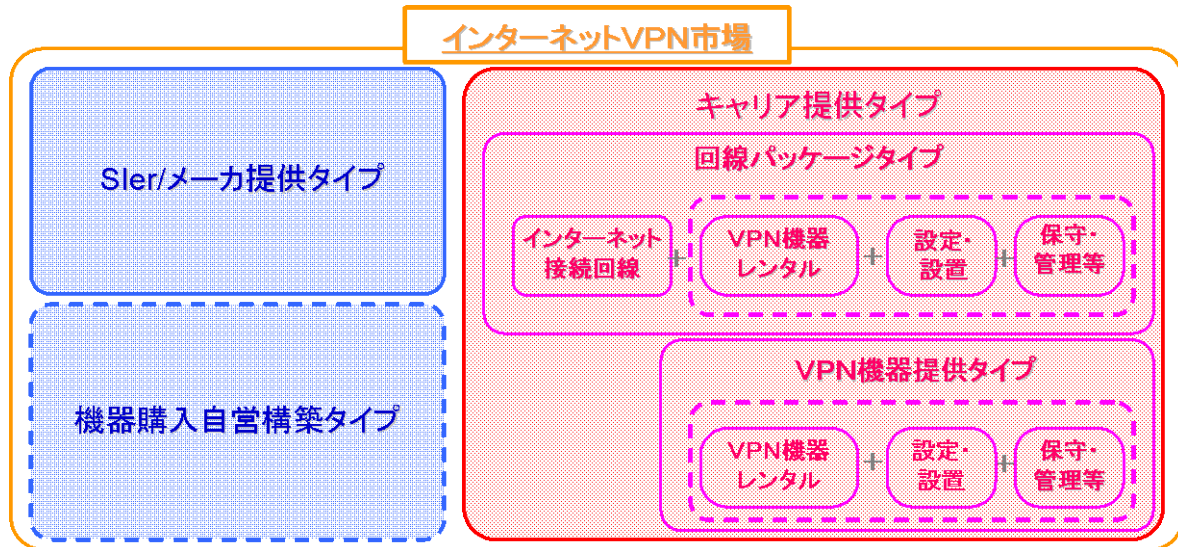 インターネットVPN市場
SIer/メーカ提供タイプ
機器購入自営構築タイプ
キャリア提供タイプ
回線パッケージタイプ
インターネット
接続回線
+
VPN機器
レンタル
+
設定・
設置
+
保守・
管理等
VPN機器提供タイプ
VPN機器
レンタル
+
設定・
設置
+
保守・
管理等